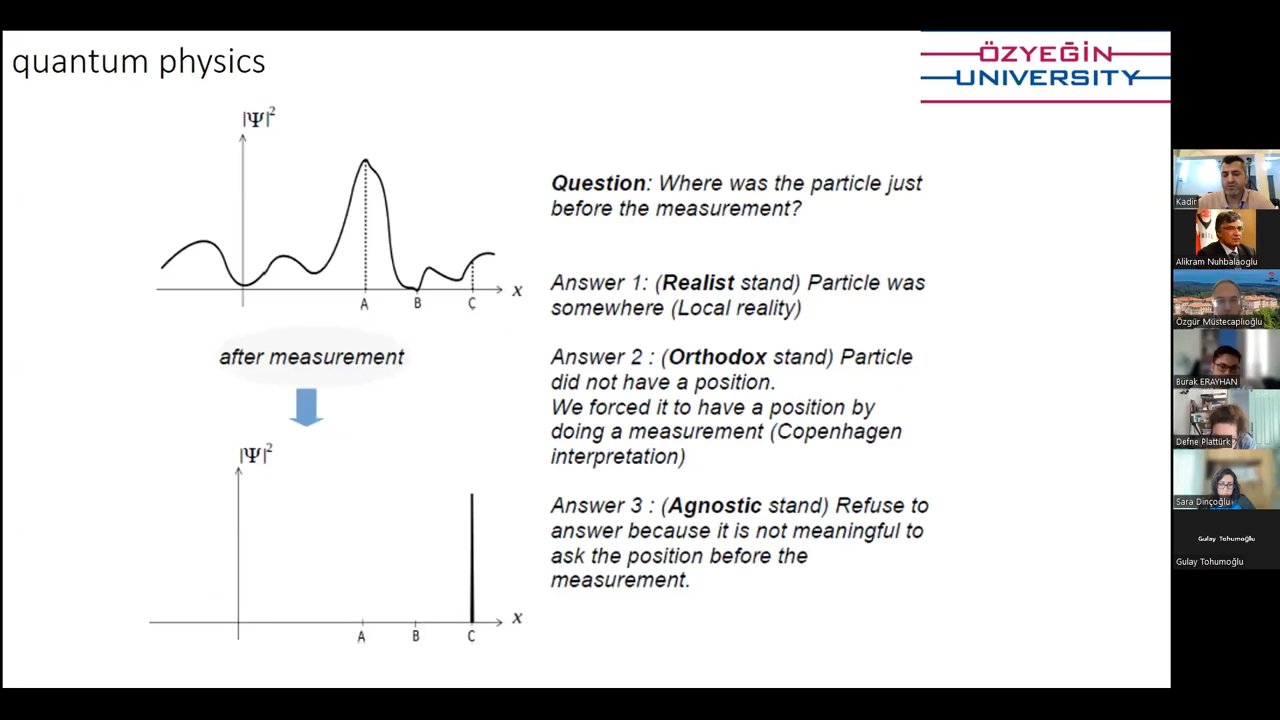 quantum physics
ÖZYEĞİN
UNIVERSITY
|Ψ|²
x
A
B
C
after measurement
|Ψ|²
x
A
B
C
Question: Where was the particle just
before the measurement?
Answer 1: (Realist stand) Particle was
somewhere (Local reality)
Answer 2 : (Orthodox stand) Particle
did not have a position.
We forced it to have a position by
doing a measurement (Copenhagen
interpretation)
Answer 3 : (Agnostic stand) Refuse to
answer because it is not meaningful to
ask the position before the
measurement.
Kadir
Alikram Nuhbalaoglu
Özgür Müstecaplıoğlu
Burak ERAYHAN
Defne Plattürk
Sara Dinçoğlu
Gulay Tohumoğlu
Gulay Tohumoğlu